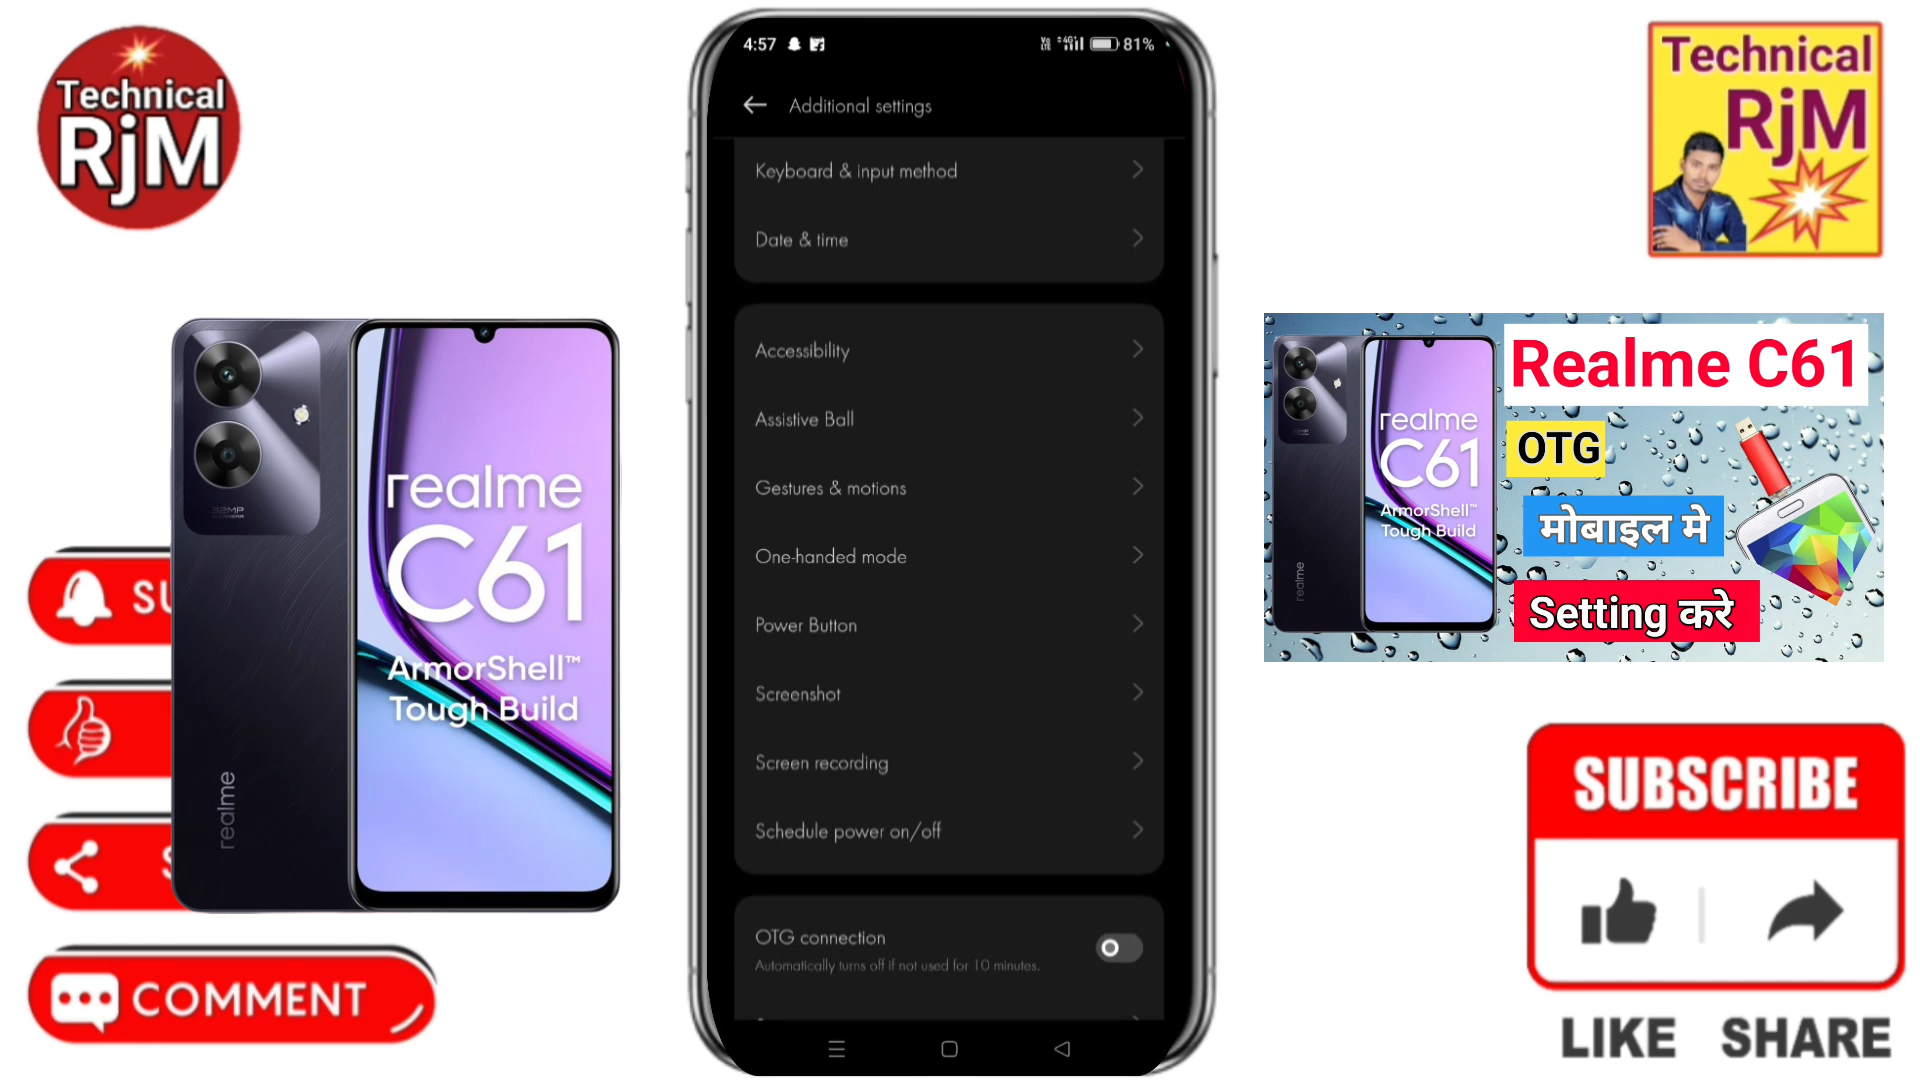 Technical
RjM
4:57
81%
Additional settings
Keyboard & input method
Date & time
Accessibility
Assistive Ball
Gestures & motions
One-handed mode
Power Button
Screenshot
Screen recording
Schedule power on/off
OTG connection
Automatically turns off if not used for 10 minutes.
realme
C61
ArmorShell™
Tough Build
realme
SU
S
COMMENT
Technical
RjM
Realme C61
OTG
मोबाइल मे
Setting करे
realme
C61
ArmorShell™
Tough Build
realme
SUBSCRIBE
LIKE SHARE